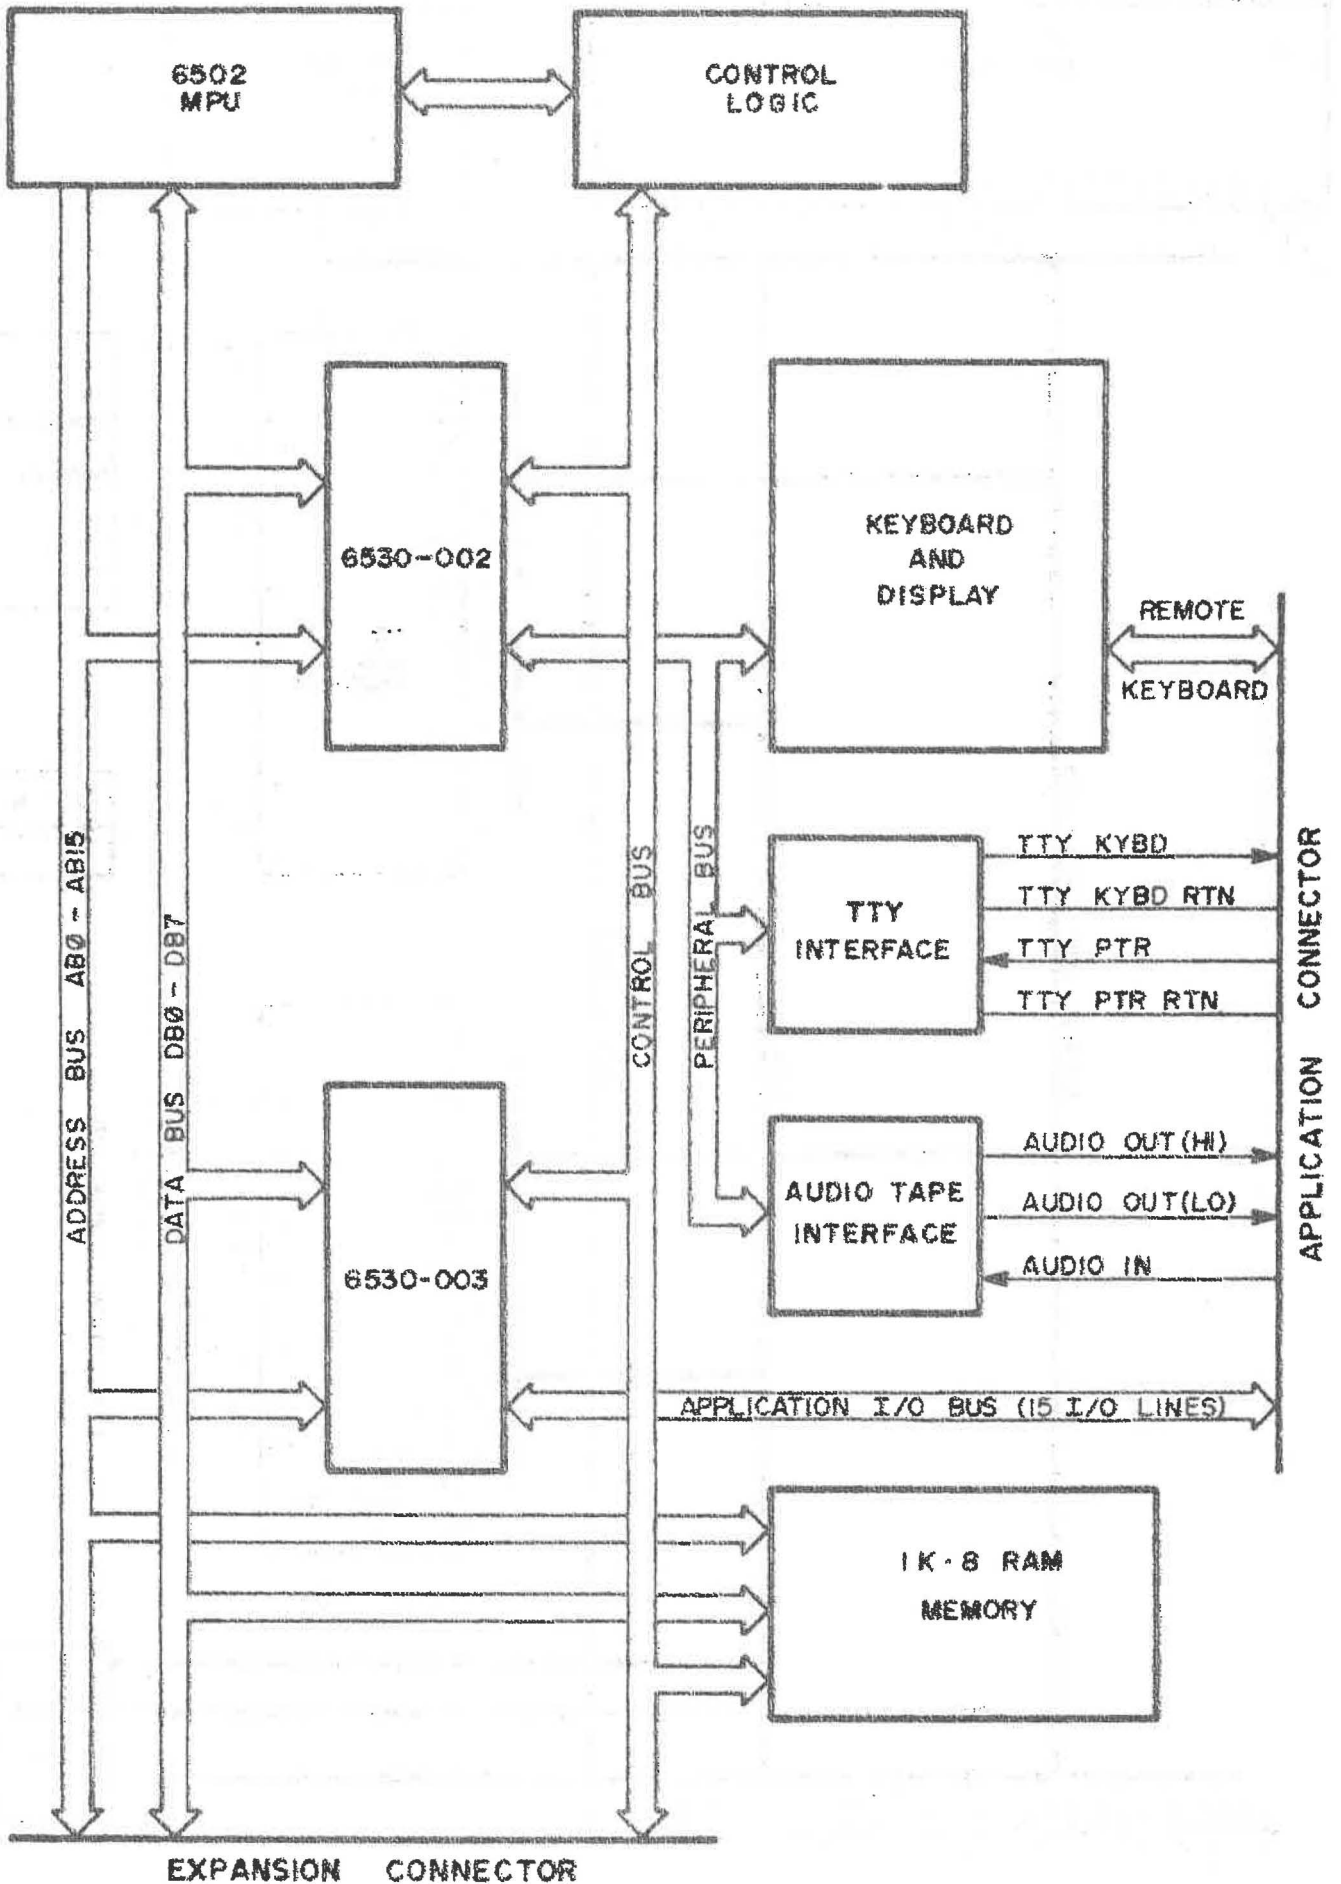 6502
MPU
CONTROL
LOGIC
6530-002
KEYBOARD
AND
DISPLAY
REMOTE
KEYBOARD
ADDRESS BUS ABØ - AB15
DATA BUS DBØ - DB7
CONTROL BUS
PERIPHERAL BUS
TTY
INTERFACE
TTY KYBD
TTY KYBD RTN
TTY PTR
TTY PTR RTN
APPLICATION CONNECTOR
6530-003
AUDIO TAPE
INTERFACE
AUDIO OUT (HI)
AUDIO OUT (LO)
AUDIO IN
APPLICATION I/O BUS (15 I/O LINES)
1K-8 RAM
MEMORY
EXPANSION CONNECTOR